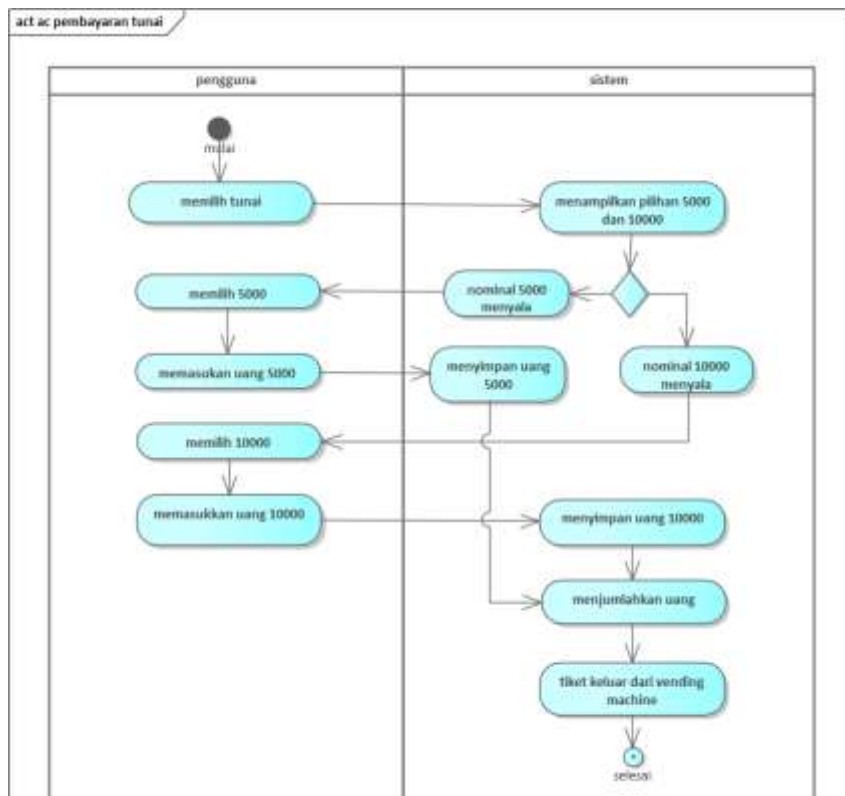 act ac pembayaran tunai
pengguna
sistem
mulai
memilih tunai
menampilkan pilihan 5000
dan 10000
memilih 5000
nominal 5000
menyala
memasukan uang 5000
menyimpan uang
5000
nominal 10000
menyala
memilih 10000
memasukkan uang 10000
menyimpan uang 10000
menjumlahkan uang
tiket keluar dari vending
machine
selesai